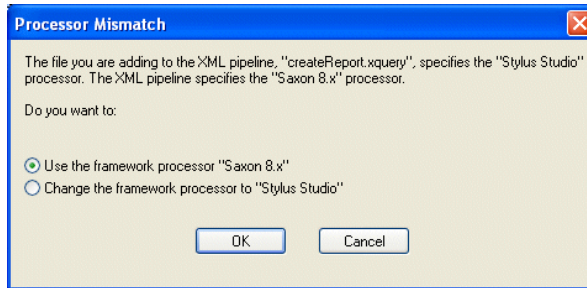 Processor Mismatch
The file you are adding to the XML pipeline, "createReport.xquery", specifies the "Stylus Studio"
processor. The XML pipeline specifies the "Saxon 8.x" processor.
Do you want to:
Use the framework processor "Saxon 8.x"
Change the framework processor to "Stylus Studio"
OK
Cancel